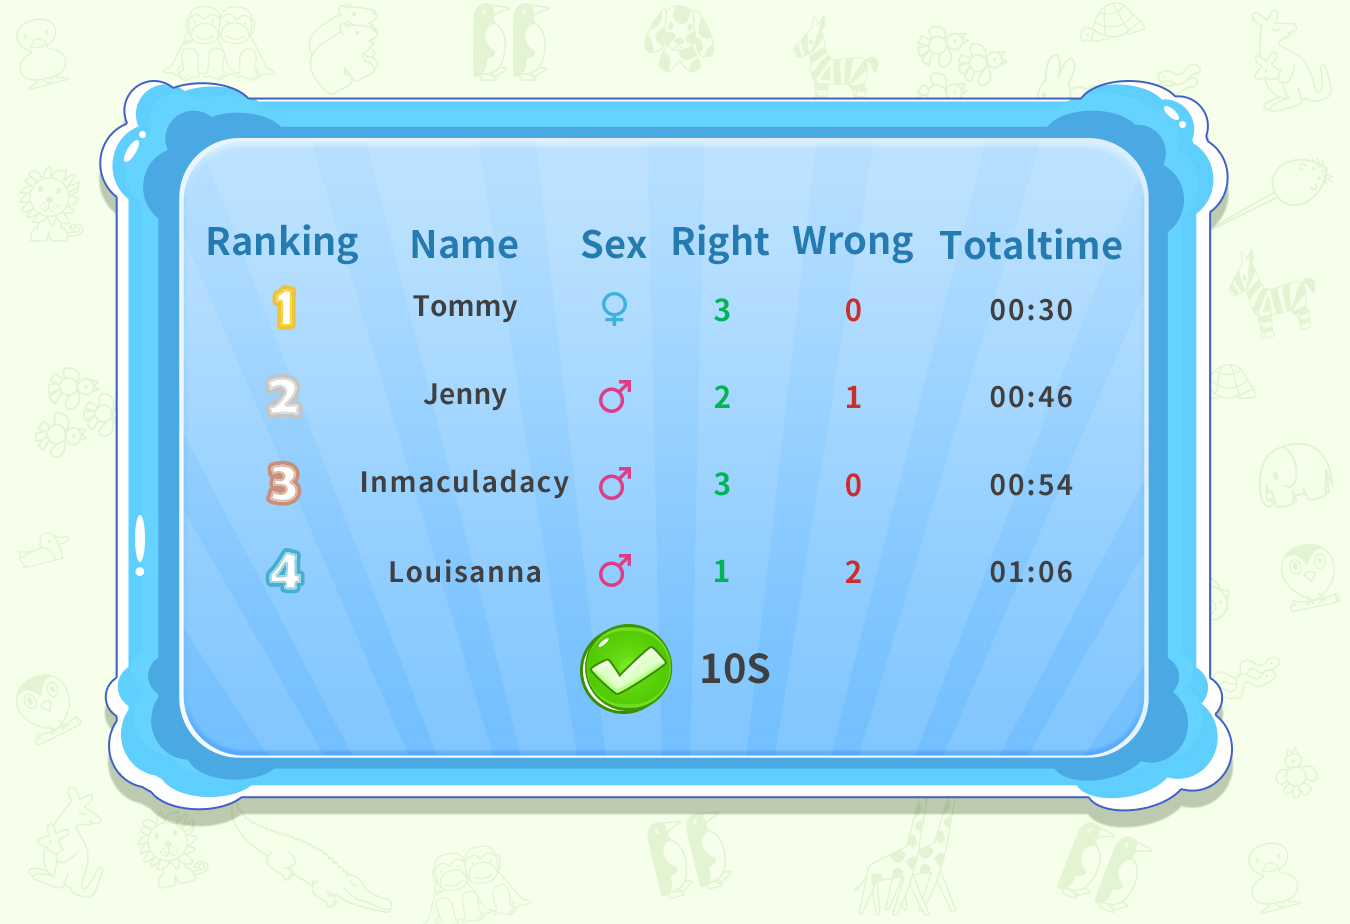 Ranking Name Sex Right Wrong Totaltime
1 Tommy ♀ 3 0 00:30
2 Jenny ♂ 2 1 00:46
3 Inmaculadacy ♂ 3 0 00:54
4 Louisanna ♂ 1 2 01:06
10S